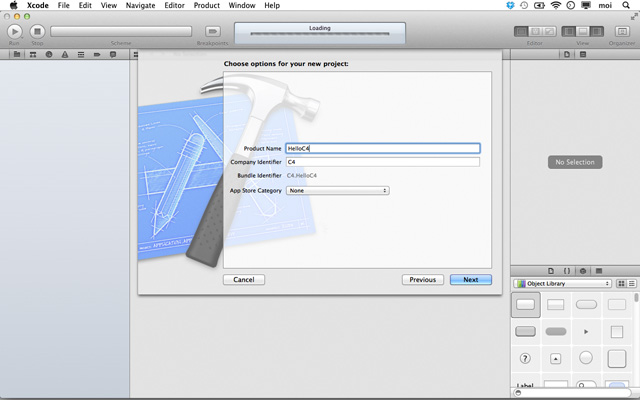 Xcode File Edit View Navigate Editor Product Window Help moi
Loading
Run Stop Scheme Breakpoints Editor View Organizer
Choose options for your new project:
Product Name HelloC4
Company Identifier C4
Bundle Identifier C4.HelloC4
App Store Category None
No Selection
Cancel Previous Next
Object Library
Label